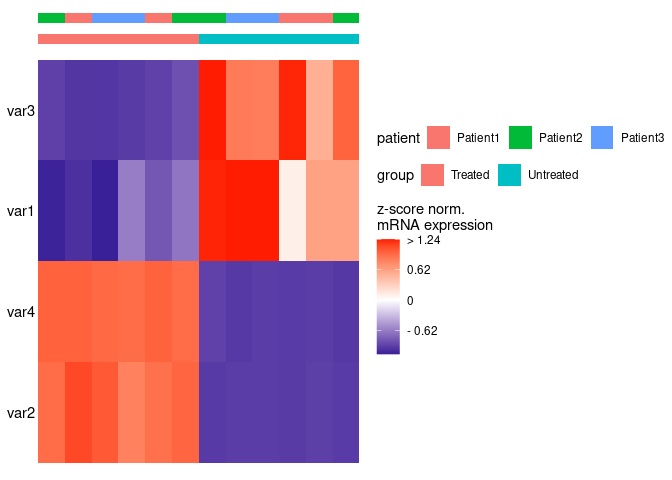 var3
var1
var4
var2
patient Patient1 Patient2 Patient3
group Treated Untreated
z-score norm.
mRNA expression
> 1.24
0.62
0
- 0.62